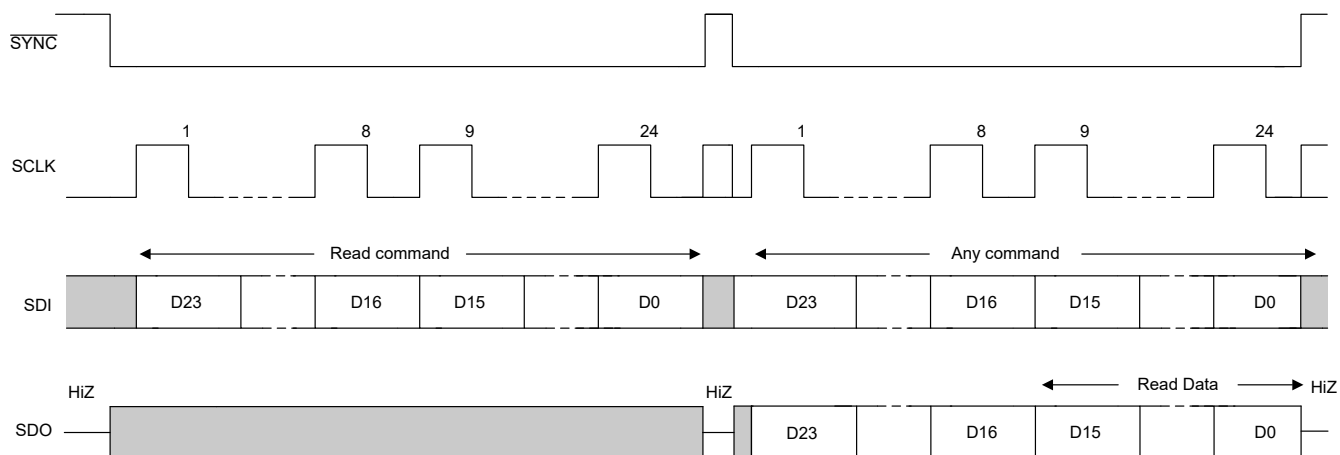 SYNC
1 8 9 24 1 8 9 24
SCLK
Read command Any command
SDI D23 D16 D15 D0 D23 D16 D15 D0
HiZ HiZ Read Data HiZ
SDO D23 D16 D15 D0